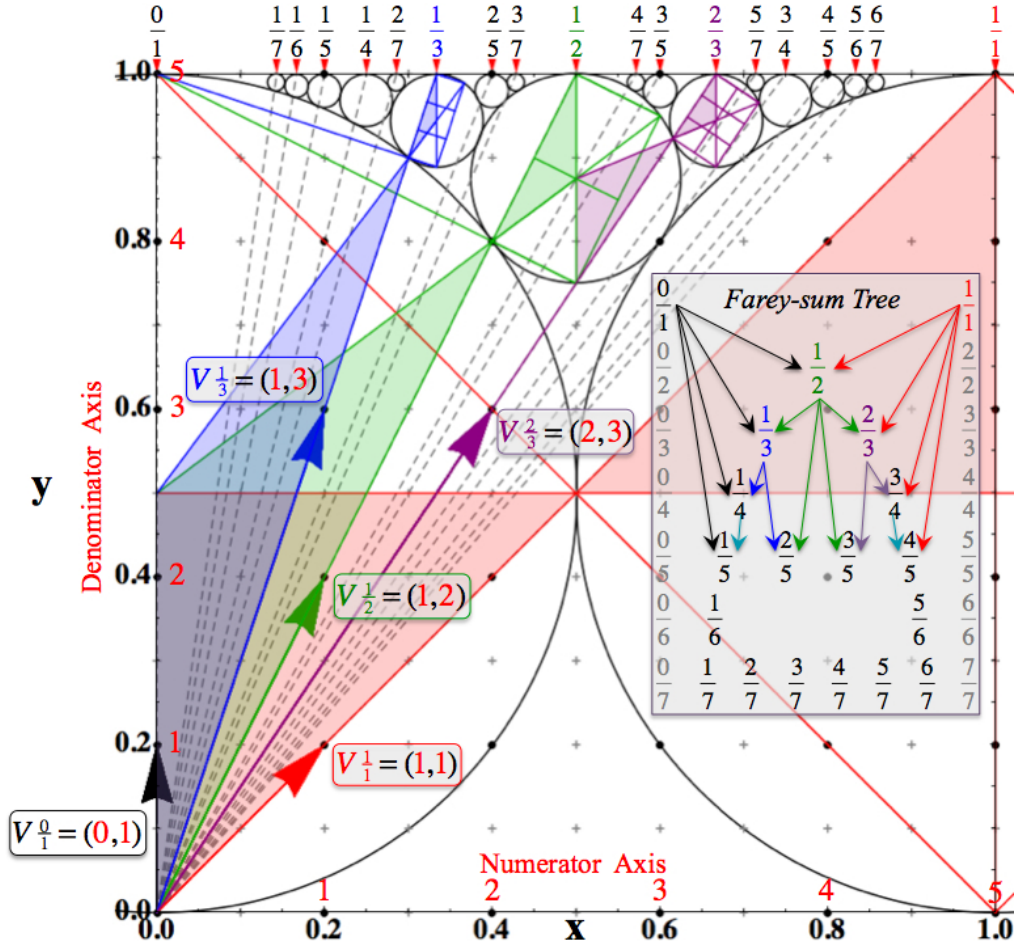 0/1 1/7 1/6 1/5 1/4 2/7 1/3 2/5 3/7 1/2 4/7 3/5 2/3 5/7 3/4 4/5 5/6 6/7 1/1
1.0 5
0/1 Farey-sum Tree 1/1
0.8 4
0/2 1/2 2/2
V 1/3 = (1,3)
0.6 3
0/3 1/3 2/3 3/3
V 2/3 = (2,3)
y
Denominator Axis
0/4 1/4 3/4 4/4
0/5 1/5 2/5 3/5 4/5 5/5
0.4 2
V 1/2 = (1,2)
0/6 1/6 5/6 6/6
0/7 1/7 2/7 3/7 4/7 5/7 6/7 7/7
0.2 1
V 1/1 = (1,1)
V 0/1 = (0,1)
Numerator Axis
1 2 3 4 5
0.0
0.0 0.2 0.4 x 0.6 0.8 1.0